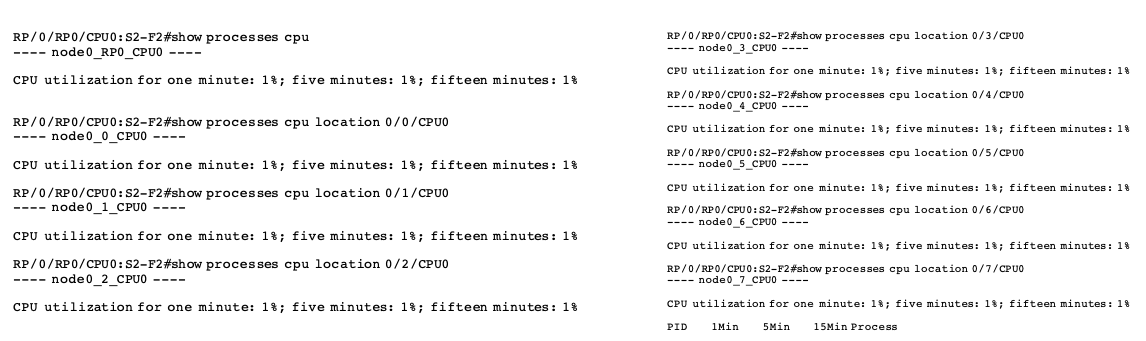 RP/0/RP0/CPU0:S2-F2#show processes cpu
---- node0_RP0_CPU0 ----
CPU utilization for one minute: 1%; five minutes: 1%; fifteen minutes: 1%
RP/0/RP0/CPU0:S2-F2#show processes cpu location 0/0/CPU0
---- node0_0_CPU0 ----
CPU utilization for one minute: 1%; five minutes: 1%; fifteen minutes: 1%
RP/0/RP0/CPU0:S2-F2#show processes cpu location 0/1/CPU0
---- node0_1_CPU0 ----
CPU utilization for one minute: 1%; five minutes: 1%; fifteen minutes: 1%
RP/0/RP0/CPU0:S2-F2#show processes cpu location 0/2/CPU0
---- node0_2_CPU0 ----
CPU utilization for one minute: 1%; five minutes: 1%; fifteen minutes: 1%
RP/0/RP0/CPU0:S2-F2#show processes cpu location 0/3/CPU0
---- node0_3_CPU0 ----
CPU utilization for one minute: 1%; five minutes: 1%; fifteen minutes: 1%
RP/0/RP0/CPU0:S2-F2#show processes cpu location 0/4/CPU0
---- node0_4_CPU0 ----
CPU utilization for one minute: 1%; five minutes: 1%; fifteen minutes: 1%
RP/0/RP0/CPU0:S2-F2#show processes cpu location 0/5/CPU0
---- node0_5_CPU0 ----
CPU utilization for one minute: 1%; five minutes: 1%; fifteen minutes: 1%
RP/0/RP0/CPU0:S2-F2#show processes cpu location 0/6/CPU0
---- node0_6_CPU0 ----
CPU utilization for one minute: 1%; five minutes: 1%; fifteen minutes: 1%
RP/0/RP0/CPU0:S2-F2#show processes cpu location 0/7/CPU0
---- node0_7_CPU0 ----
CPU utilization for one minute: 1%; five minutes: 1%; fifteen minutes: 1%
PID 1Min 5Min 15Min Process